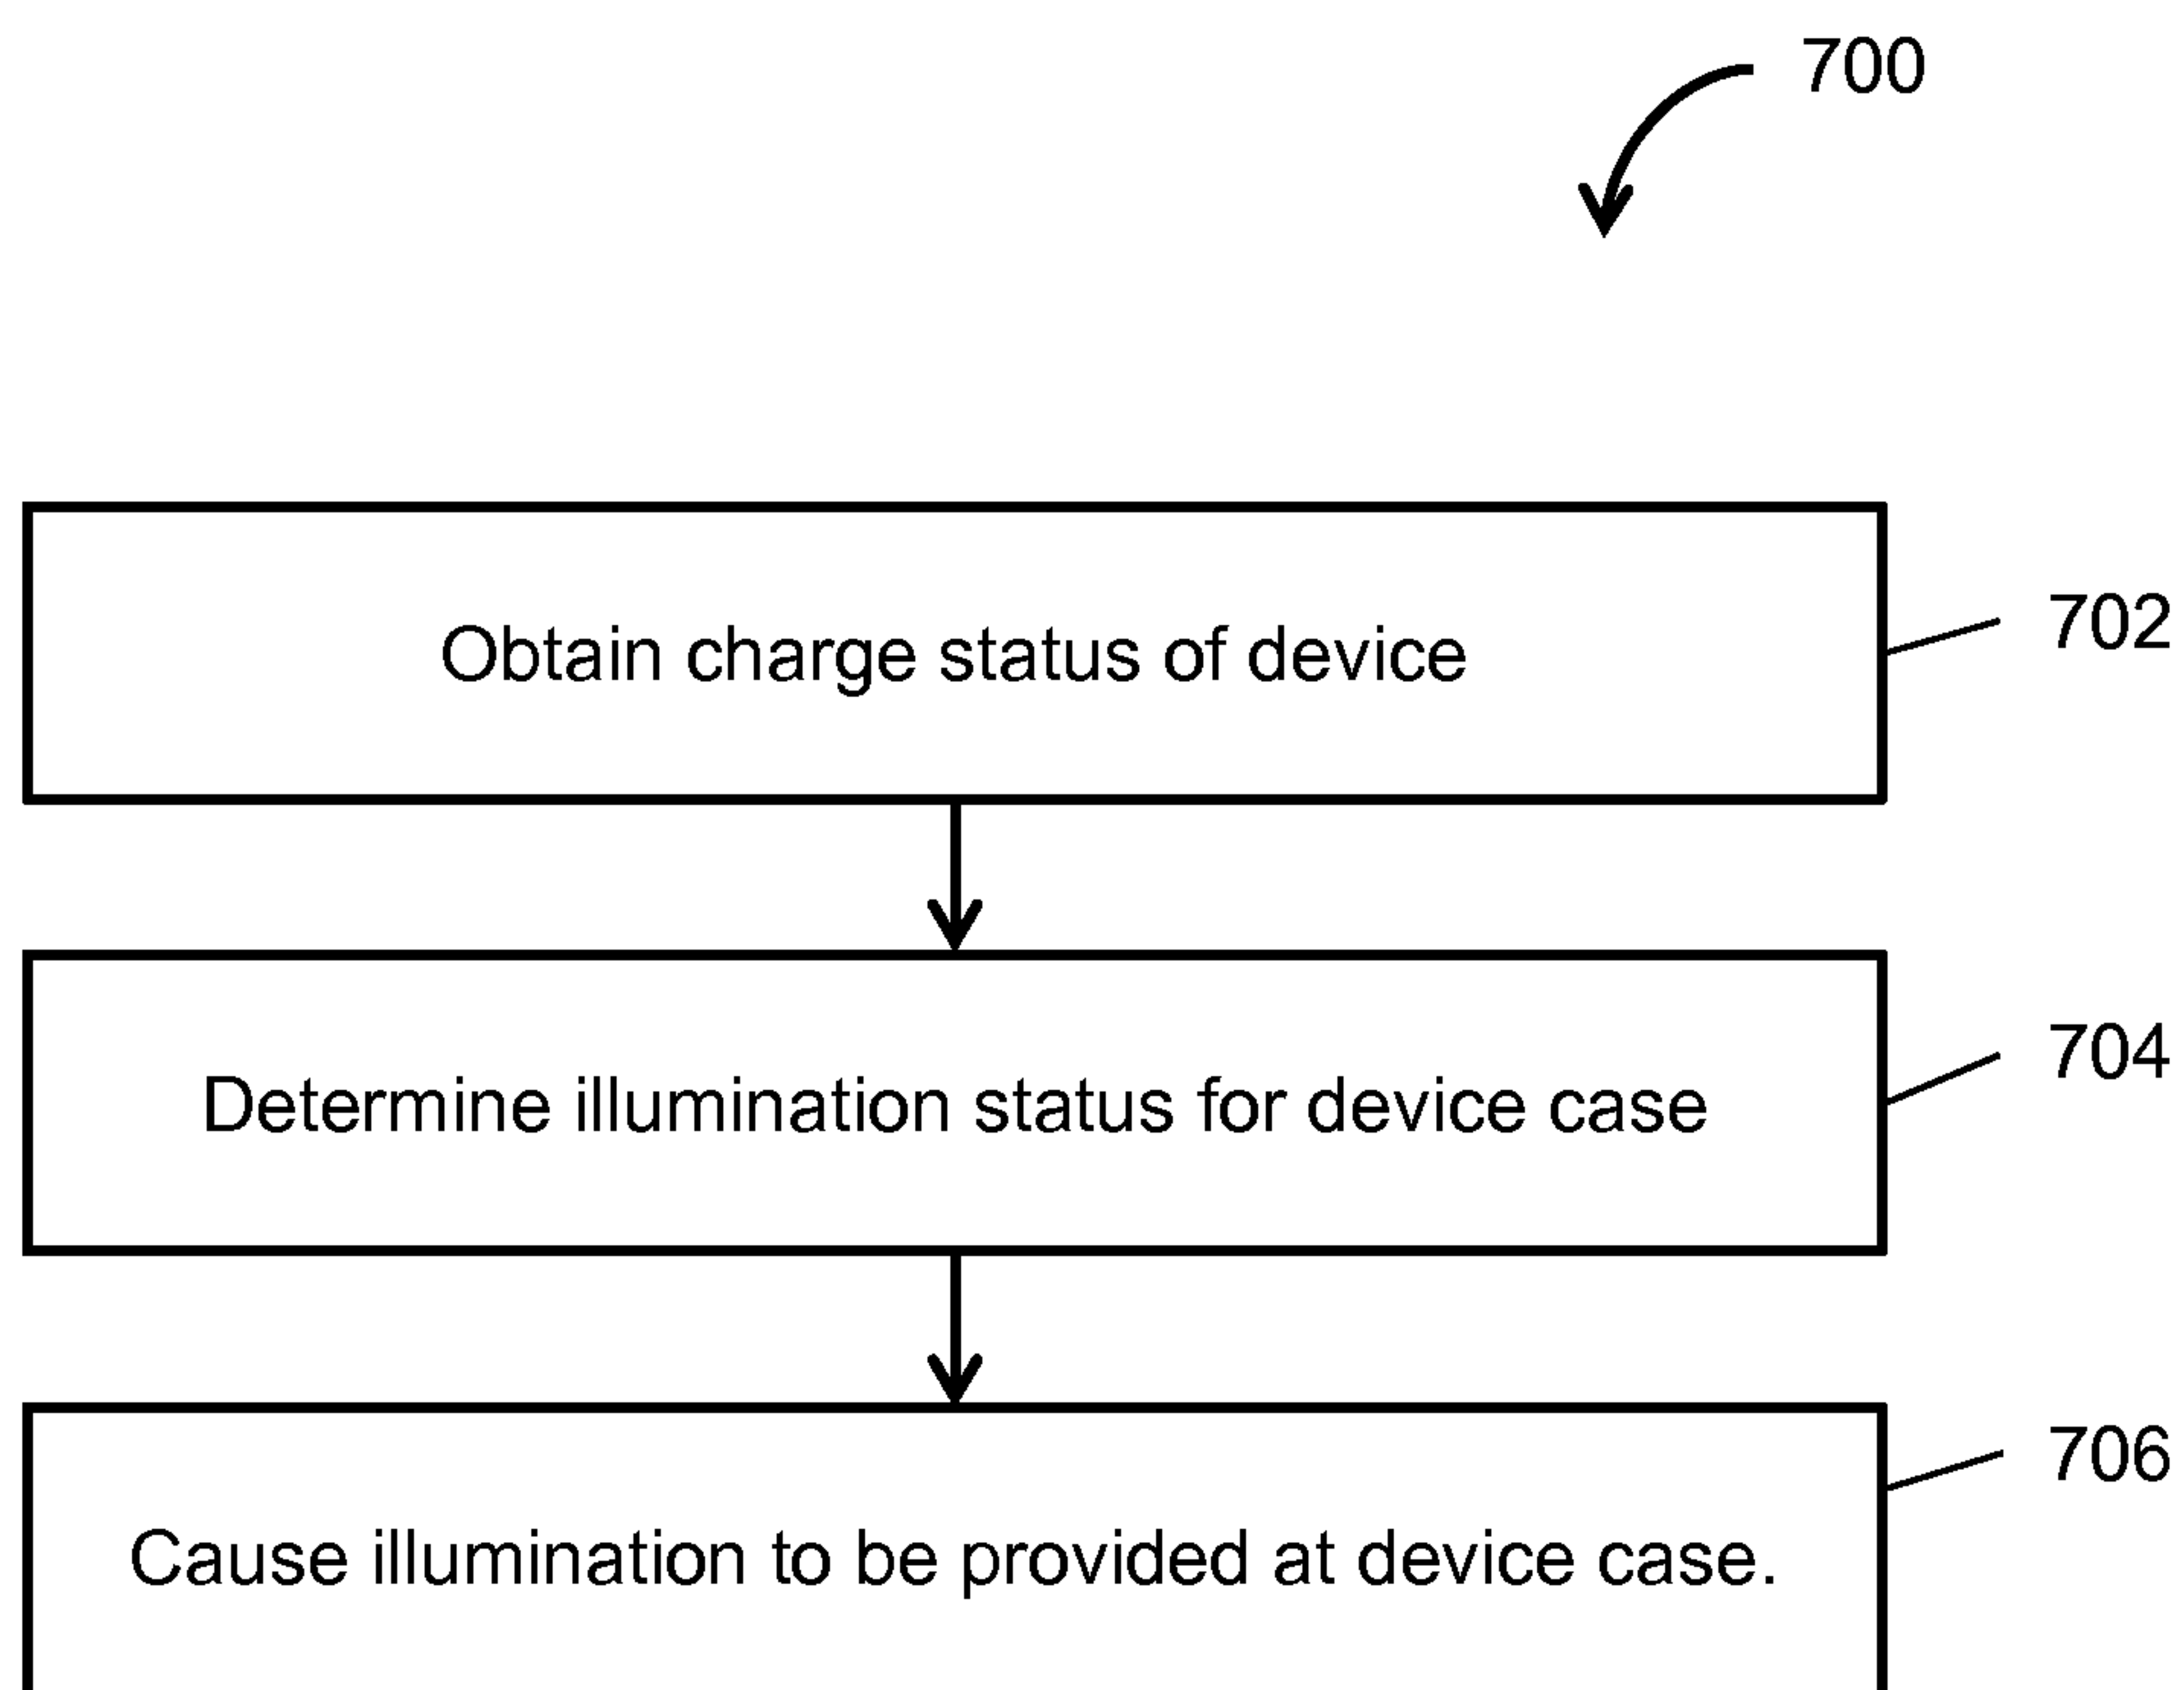 700
Obtain charge status of device
702
Determine illumination status for device case
704
706
Cause illumination to be provided at device case.